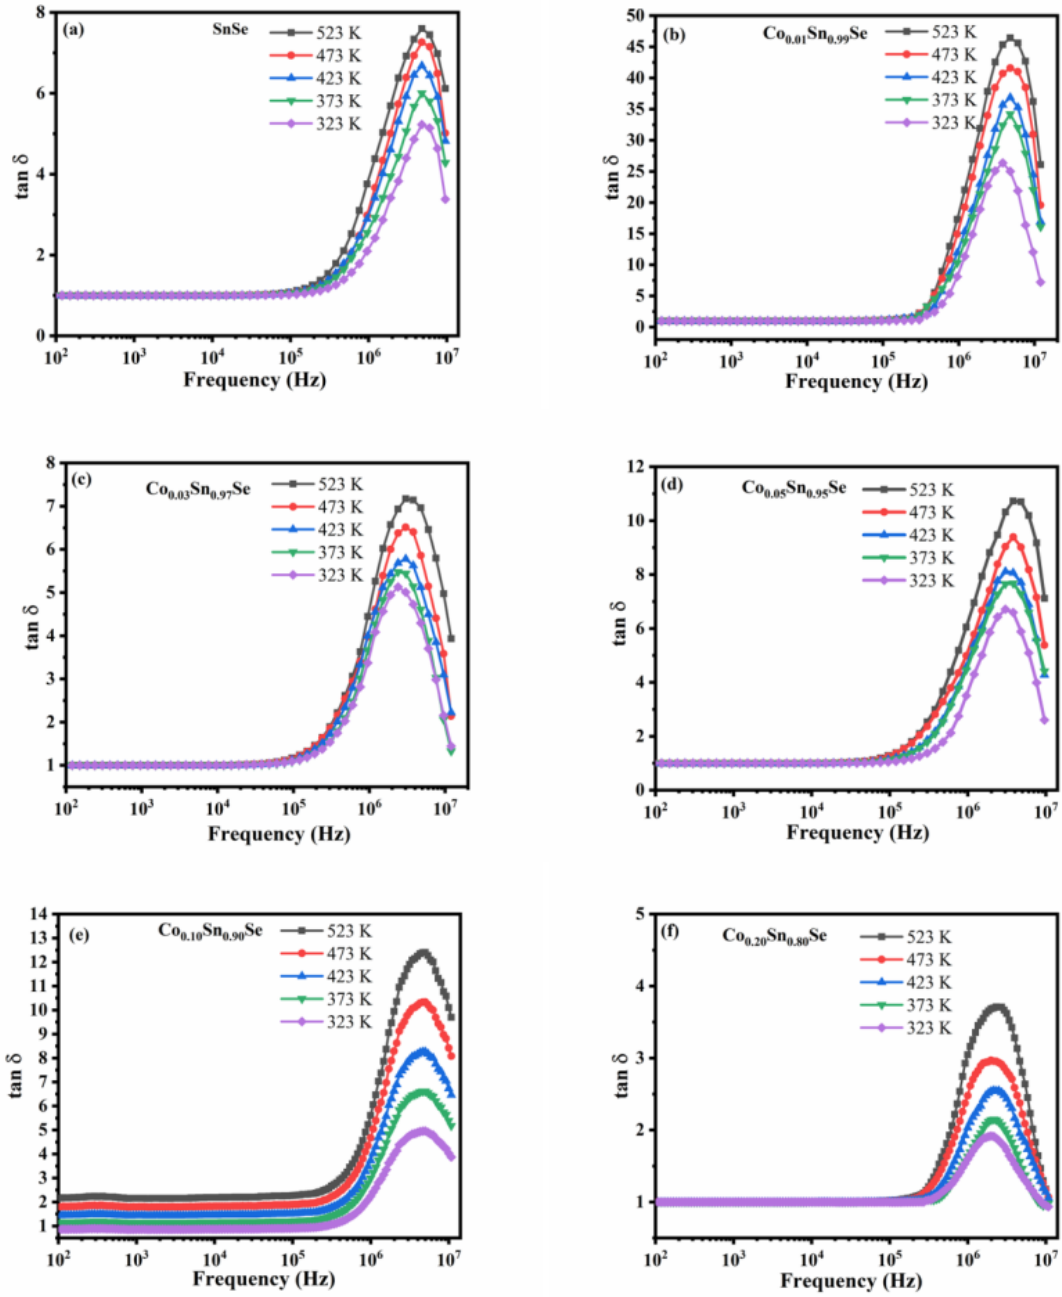 (a)
SnSe
523 K
473 K
423 K
373 K
323 K
8
6
4
2
0
tan δ
10² 10³ 10⁴ 10⁵ 10⁶ 10⁷
Frequency (Hz)
(b)
Co₀.₀₁Sn₀.₉₉Se
523 K
473 K
423 K
373 K
323 K
50
45
40
35
30
25
20
15
10
5
0
tan δ
10² 10³ 10⁴ 10⁵ 10⁶ 10⁷
Frequency (Hz)
(c)
Co₀.₀₃Sn₀.₉₇Se
523 K
473 K
423 K
373 K
323 K
8
7
6
5
4
3
2
1
tan δ
10² 10³ 10⁴ 10⁵ 10⁶ 10⁷
Frequency (Hz)
(d)
Co₀.₀₅Sn₀.₉₅Se
523 K
473 K
423 K
373 K
323 K
12
10
8
6
4
2
0
tan δ
10² 10³ 10⁴ 10⁵ 10⁶ 10⁷
Frequency (Hz)
(e)
Co₀.₁₀Sn₀.₉₀Se
523 K
473 K
423 K
373 K
323 K
14
13
12
11
10
9
8
7
6
5
4
3
2
1
tan δ
10² 10³ 10⁴ 10⁵ 10⁶ 10⁷
Frequency (Hz)
(f)
Co₀.₂₀Sn₀.₈₀Se
523 K
473 K
423 K
373 K
323 K
5
4
3
2
1
tan δ
10² 10³ 10⁴ 10⁵ 10⁶ 10⁷
Frequency (Hz)